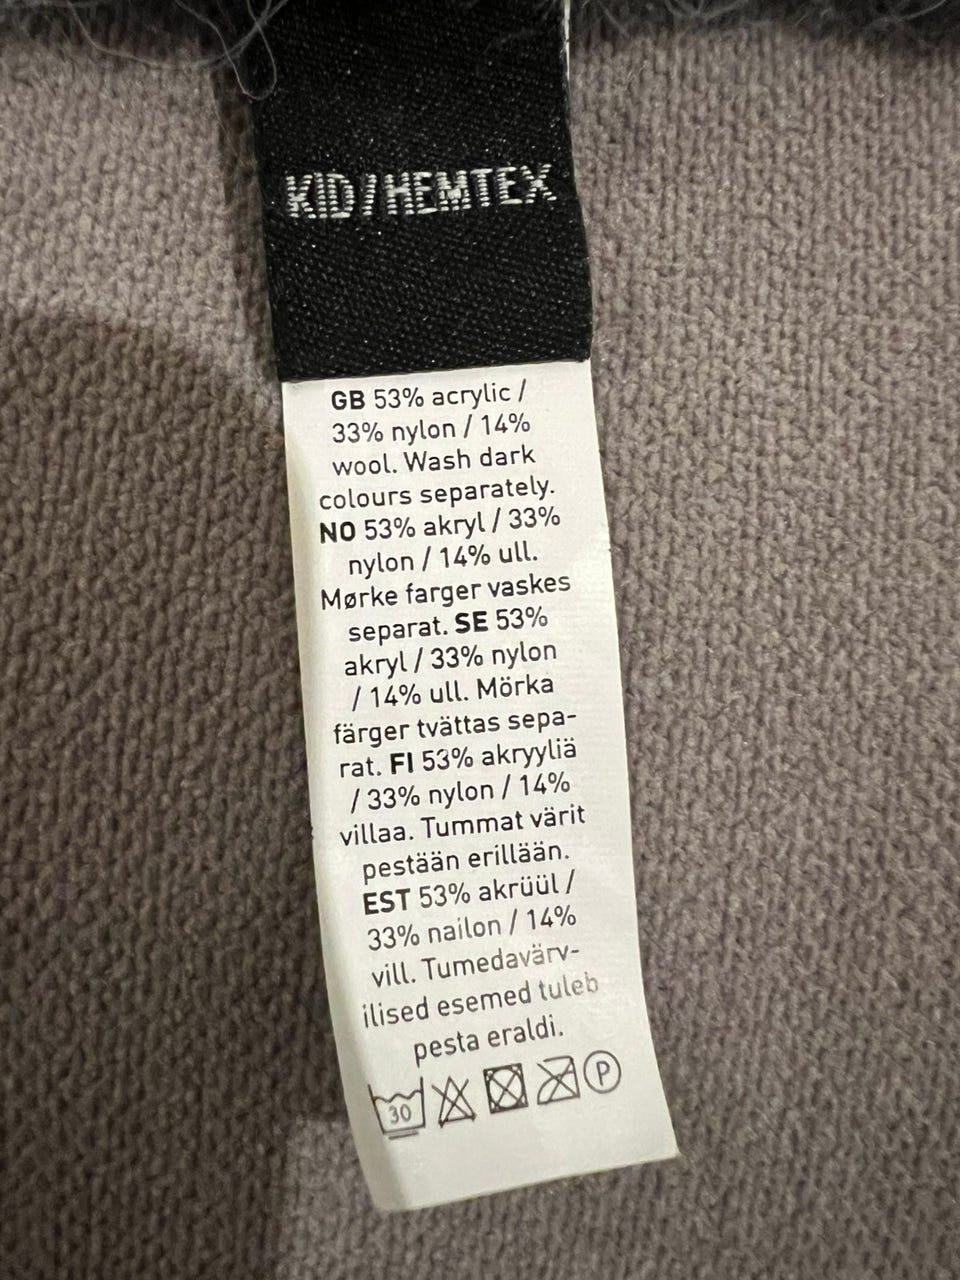 KID/HEMTEX
GB 53% acrylic /
33% nylon / 14%
wool. Wash dark
colours separately.
NO 53% akryl / 33%
nylon / 14% ull.
Mørke farger vaskes
separat. SE 53%
akryl / 33% nylon
/ 14% ull. Mörka
färger tvättas sepa-
rat. FI 53% akryyliä
/ 33% nylon / 14%
villaa. Tummat värit
pestään erillään.
EST 53% akrüül /
33% nailon / 14%
vill. Tumedavärv-
ilised esemed tuleb
pesta eraldi.
30 P